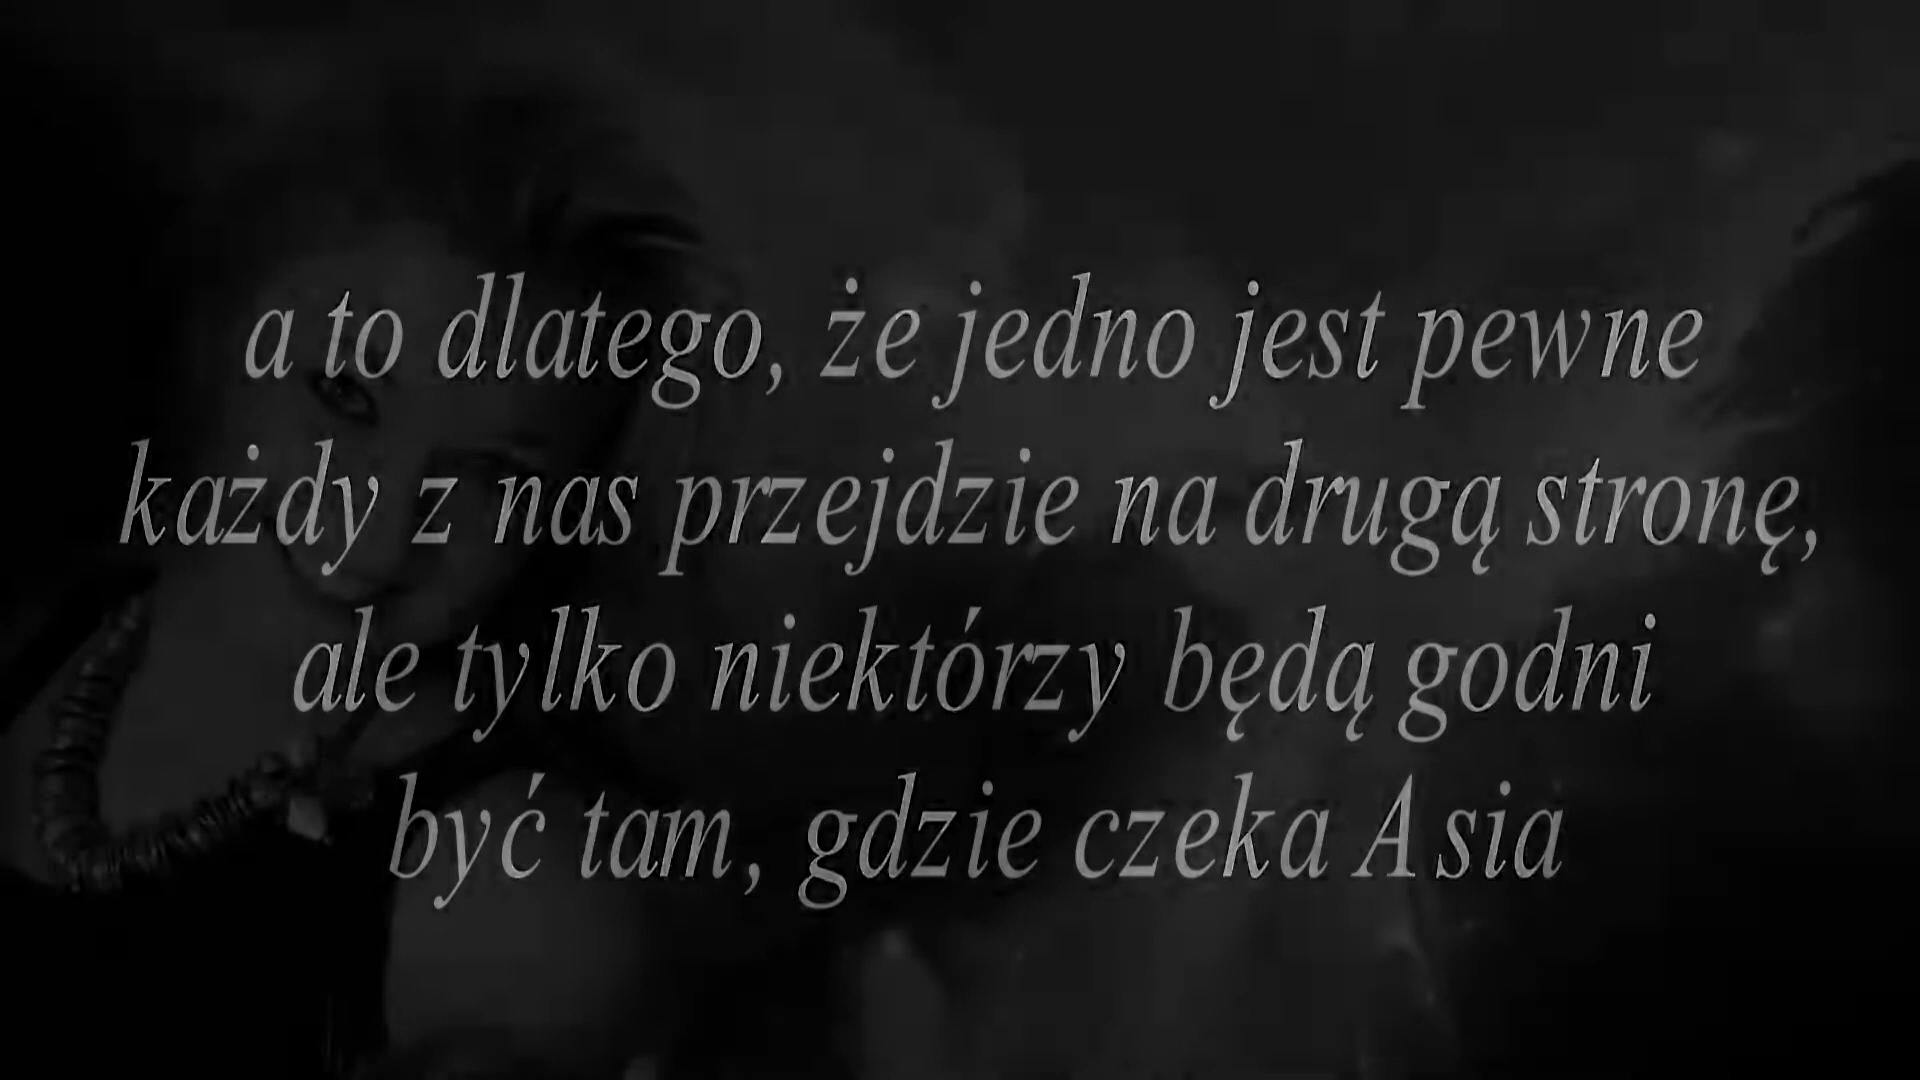 a to dlatego, że jedno jest pewne
każdy z nas przejdzie na drugą stronę,
ale tylko niektórzy będą godni
być tam, gdzie czeka Asia